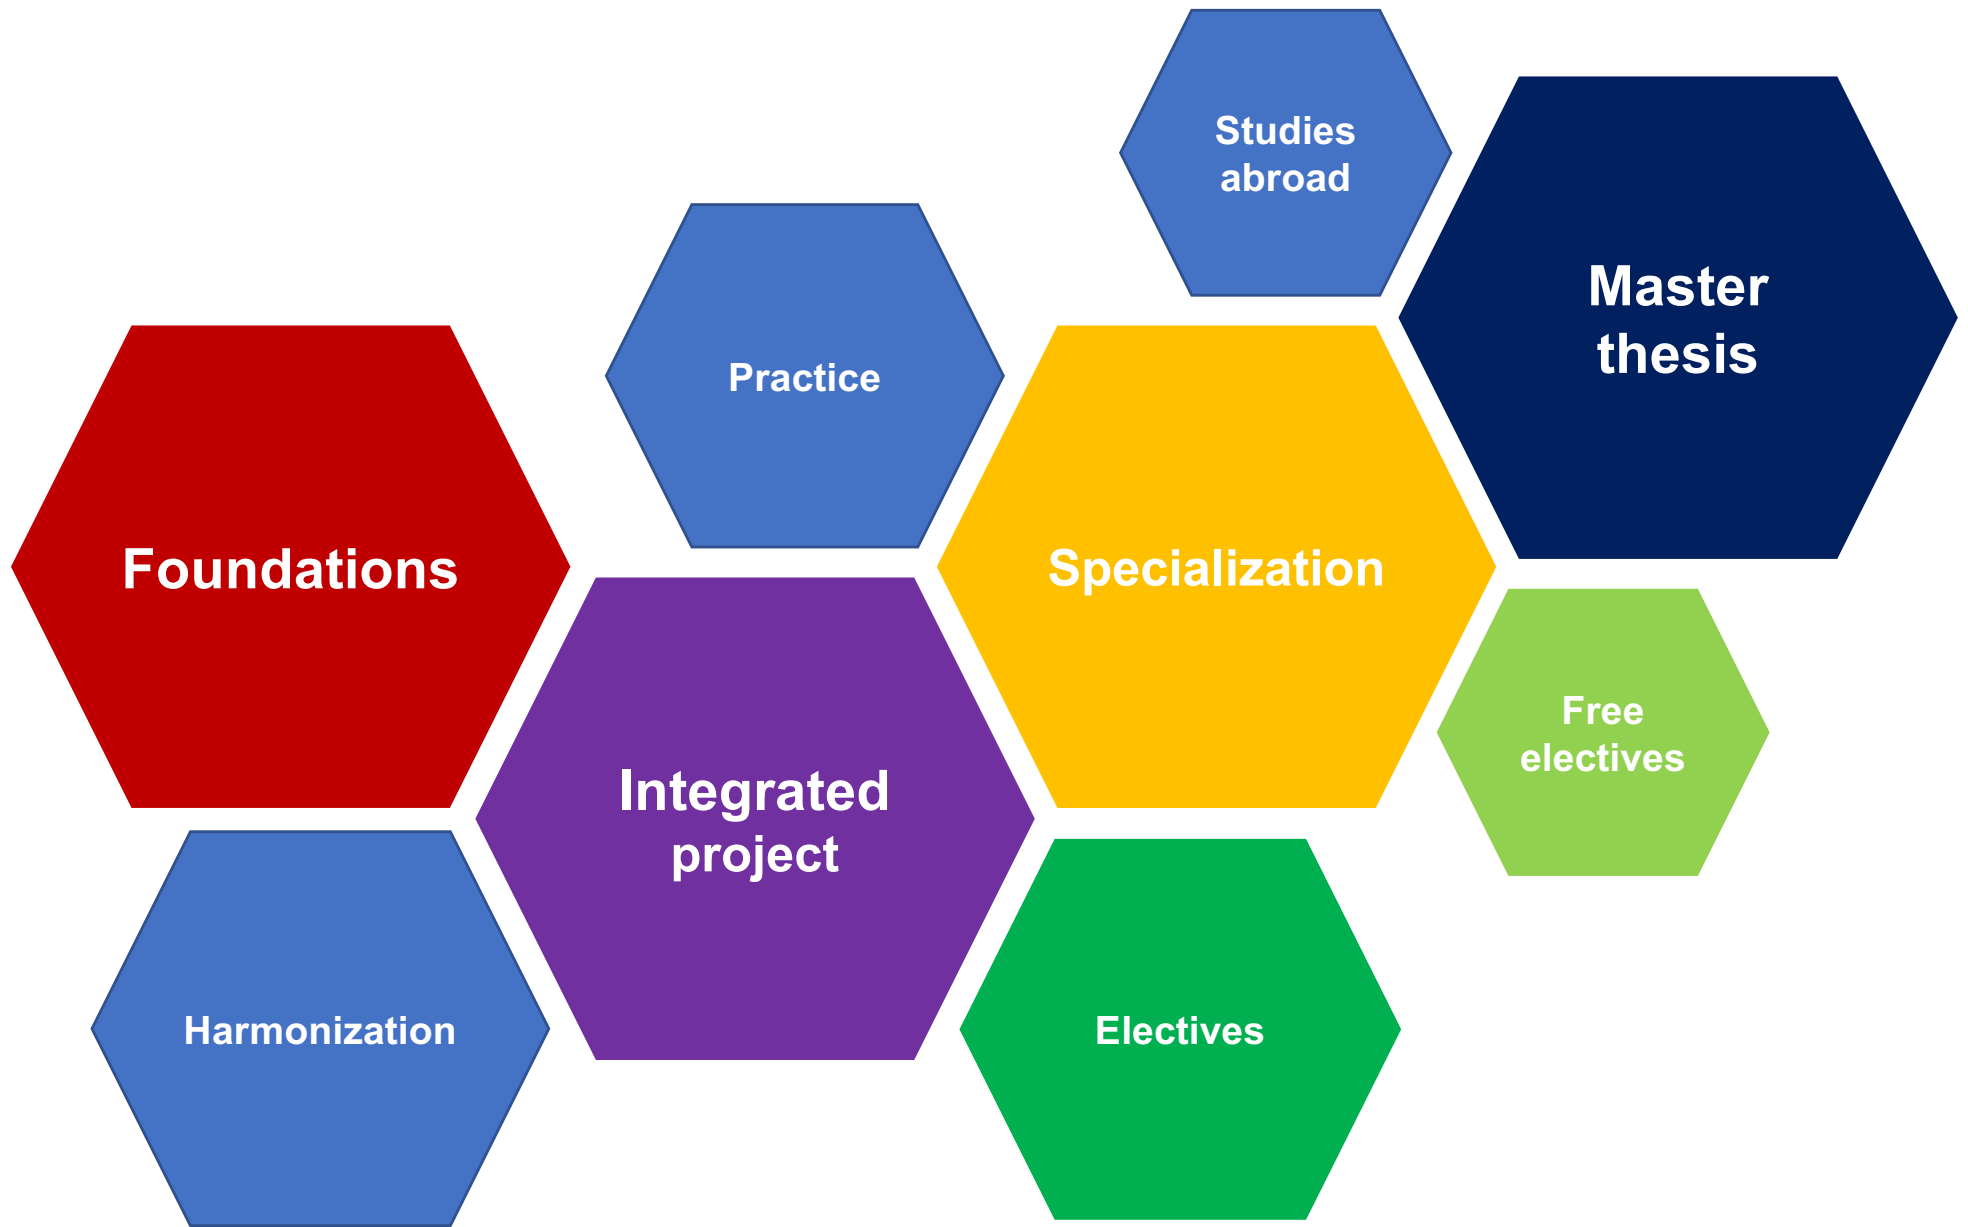 Studies
abroad
Master
thesis
Practice
Foundations
Specialization
Free
electives
Integrated
project
Harmonization
Electives